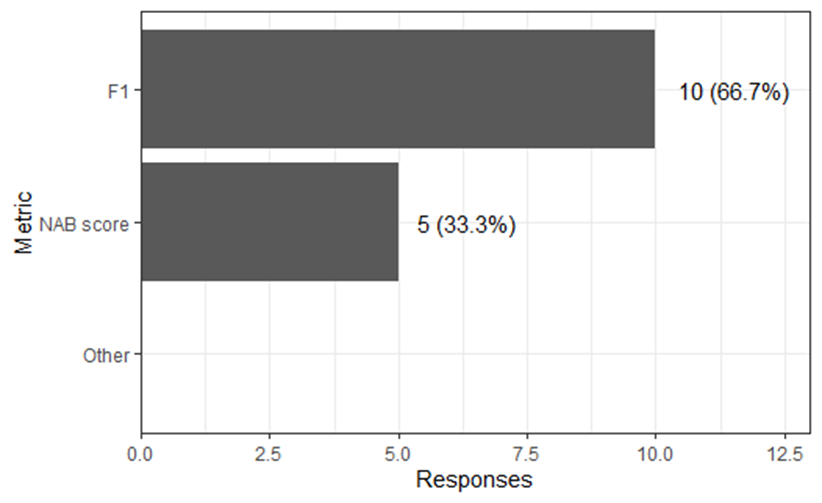 F1
10 (66.7%)
NAB score
5 (33.3%)
Other
Metric
0.0 2.5 5.0 7.5 10.0 12.5
Responses